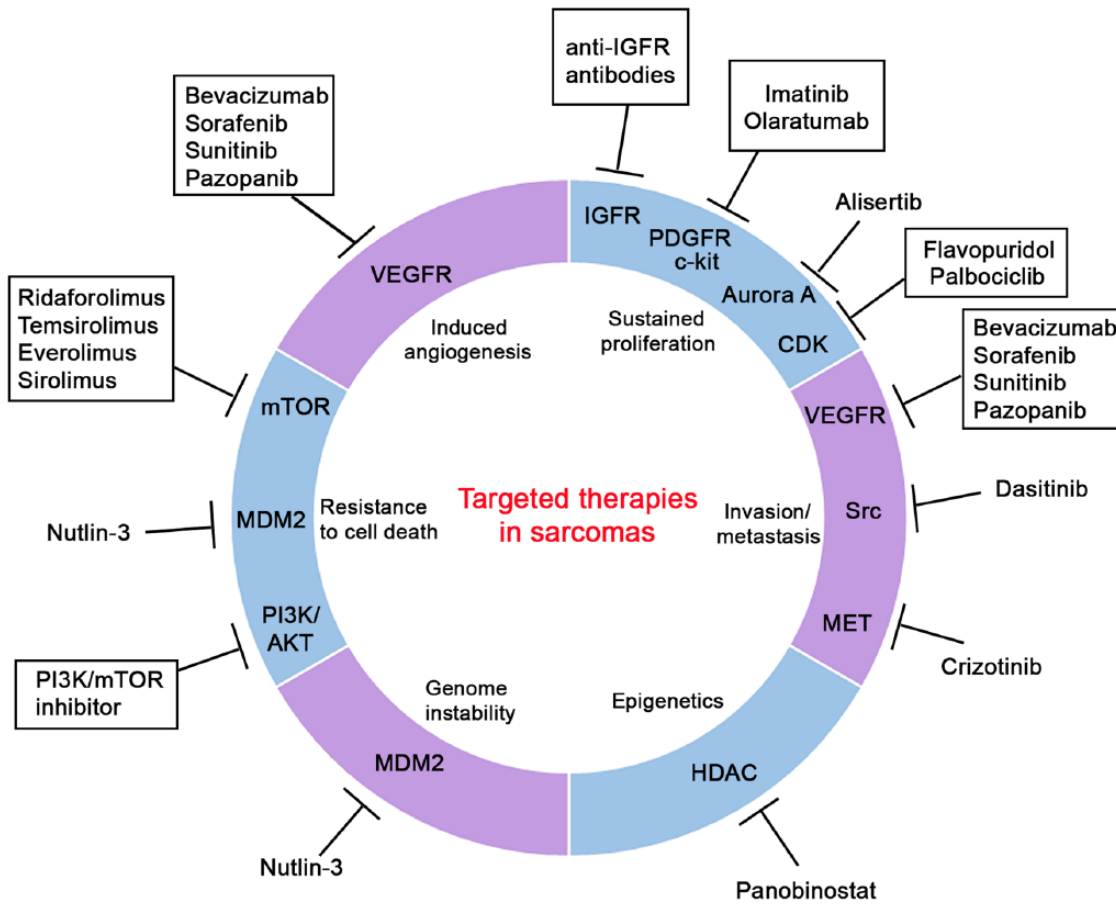 anti-IGFR
antibodies
Imatinib
Olaratumab
Bevacizumab
Sorafenib
Sunitinib
Pazopanib
Alisertib
Flavopuridol
Palbociclib
Bevacizumab
Sorafenib
Sunitinib
Pazopanib
Ridaforolimus
Temsirolimus
Everolimus
Sirolimus
IGFR
PDGFR
c-kit
Aurora A
CDK
VEGFR
Induced
angiogenesis
Sustained
proliferation
VEGFR
mTOR
Targeted therapies
in sarcomas
Resistance
to cell death
MDM2
Nutlin-3
Invasion/
metastasis
Src
Dasitinib
PI3K/
AKT
MET
Crizotinib
PI3K/mTOR
inhibitor
Genome
instability
Epigenetics
MDM2
HDAC
Nutlin-3
Panobinostat